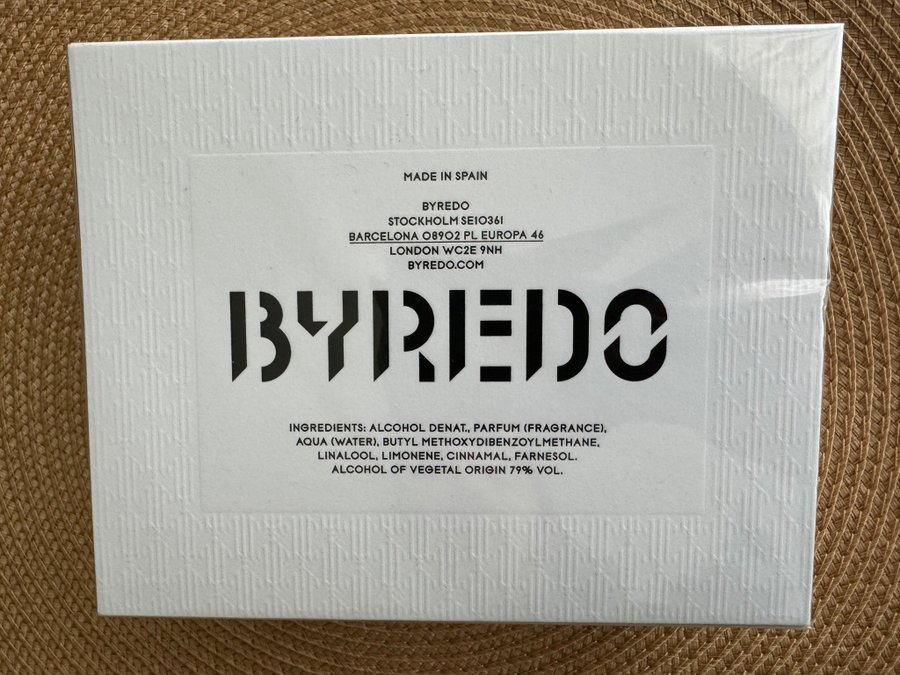 MADE IN SPAIN
BYREDO
STOCKHOLM SE10361
BARCELONA 08902 PL EUROPA 46
LONDON WC2E 9NH
BYREDO.COM
BYREDO
INGREDIENTS: ALCOHOL DENAT., PARFUM (FRAGRANCE),
AQUA (WATER), BUTYL METHOXYDIBENZOYLMETHANE,
LINALOOL, LIMONENE, CINNAMAL, FARNESOL.
ALCOHOL OF VEGETAL ORIGIN 79% VOL.